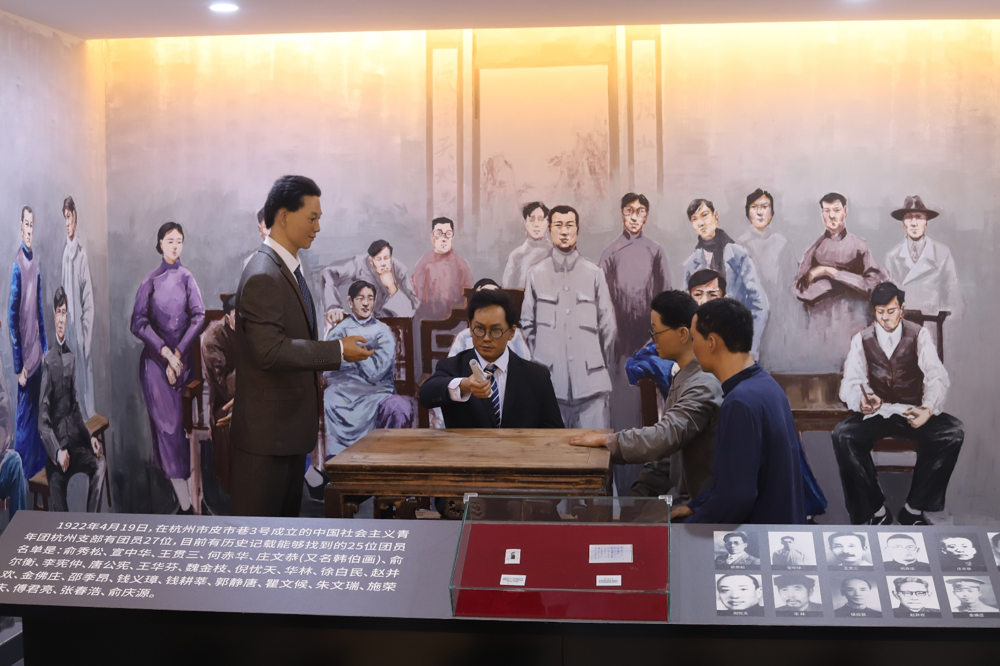 1922年4月19日，在杭州市皮市巷3号成立的中国社会主义青
年团杭州支部有团员27位，目前有历史记载能够找到的25位团员
名单是：俞秀松、宣中华、王贯三、何赤华、庄文恭(又名韩伯画)、俞
尔衡、李宪仲、唐公宪、王华芬、魏金枝、倪忧天、华林、徐白民、赵并
欢、金佛庄、邵季昂、钱义璋、钱耕莘、郭静唐、瞿文候、朱文瑞、施荣
、傅君亮、张春浩、俞庆源。
俞秀松
宣中华
王贯三
何赤华
庄文恭
倪忧天
华林
徐白民
赵并欢
金佛庄